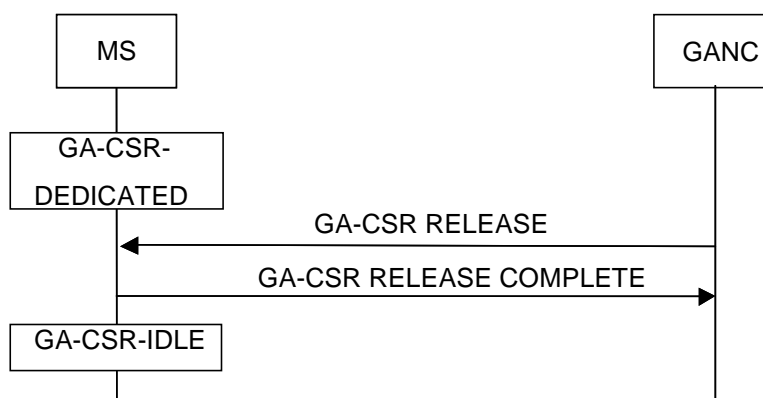 MS
GANC
GA-CSR-
DEDICATED
GA-CSR RELEASE
GA-CSR RELEASE COMPLETE
GA-CSR-IDLE